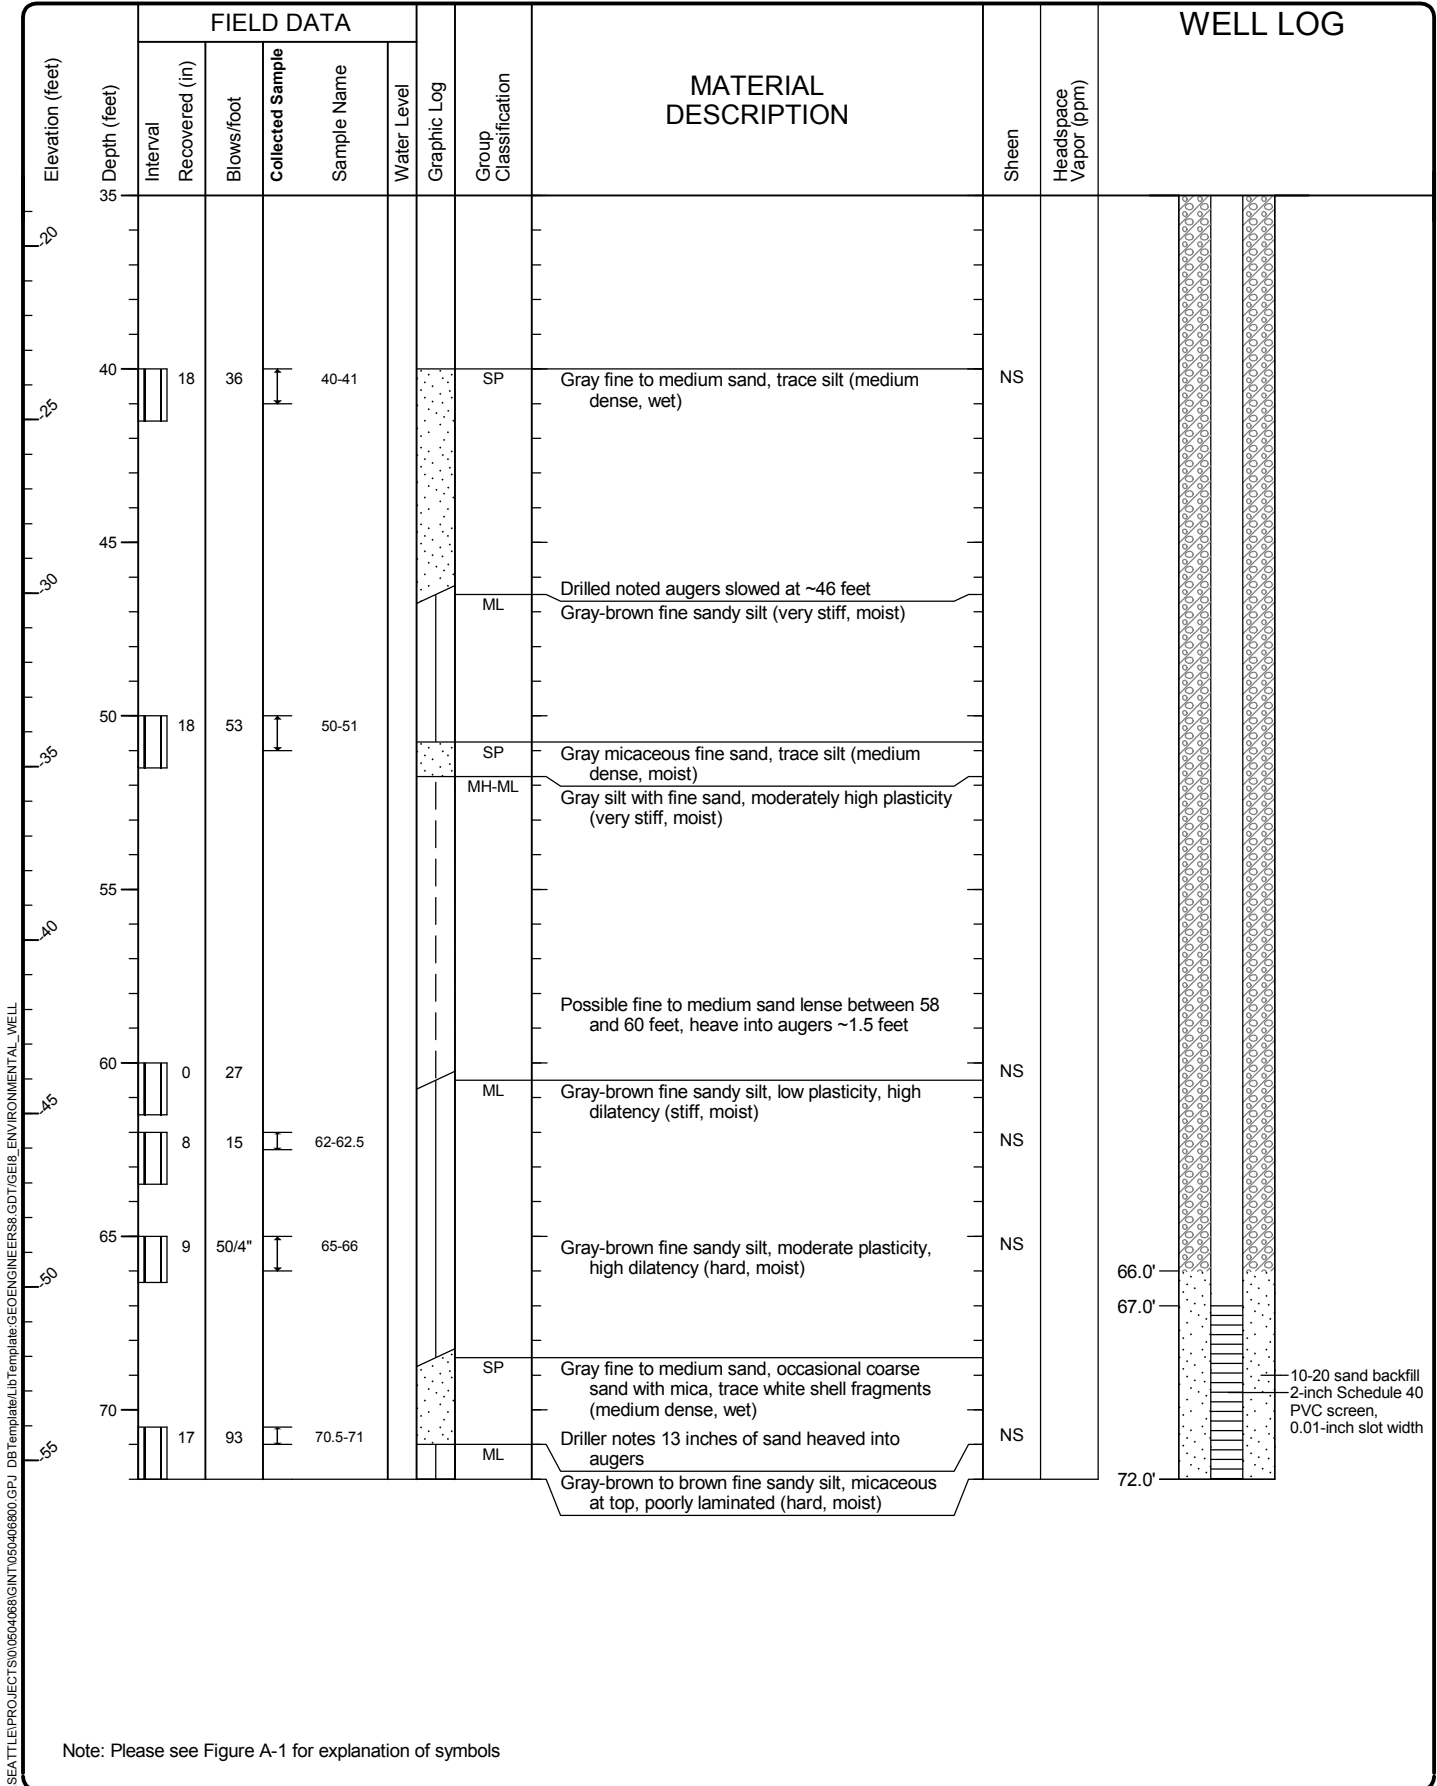 FIELD DATA
WELL LOG
Elevation (feet)
Depth (feet)
Interval
Recovered (in)
Blows/foot
Collected Sample
Sample Name
Water Level
Graphic Log
Group
Classification
MATERIAL
DESCRIPTION
Sheen
Headspace
Vapor (ppm)
35
-20
40
18
36
40-41
SP
Gray fine to medium sand, trace silt (medium
dense, wet)
NS
-25
45
-30
Drilled noted augers slowed at ~46 feet
ML
Gray-brown fine sandy silt (very stiff, moist)
50
18
53
50-51
-35
SP
Gray micaceous fine sand, trace silt (medium
dense, moist)
MH-ML
Gray silt with fine sand, moderately high plasticity
(very stiff, moist)
55
-40
Possible fine to medium sand lense between 58
and 60 feet, heave into augers ~1.5 feet
60
0
27
NS
-45
ML
Gray-brown fine sandy silt, low plasticity, high
dilatency (stiff, moist)
8
15
62-62.5
NS
65
9
50/4"
65-66
Gray-brown fine sandy silt, moderate plasticity,
high dilatency (hard, moist)
NS
-50
66.0'
67.0'
SP
Gray fine to medium sand, occasional coarse
sand with mica, trace white shell fragments
(medium dense, wet)
10-20 sand backfill
2-inch Schedule 40
PVC screen,
0.01-inch slot width
70
17
93
70.5-71
Driller notes 13 inches of sand heaved into
augers
NS
-55
ML
Gray-brown to brown fine sandy silt, micaceous
at top, poorly laminated (hard, moist)
72.0'
Note: Please see Figure A-1 for explanation of symbols
SEATTLE\PROJECTS\0\0504068\GINT\050406800.GPJ DBTemplate/LibTemplate:GEOENGINEERS8.GDT/GEI8_ENVIRONMENTAL_WELL